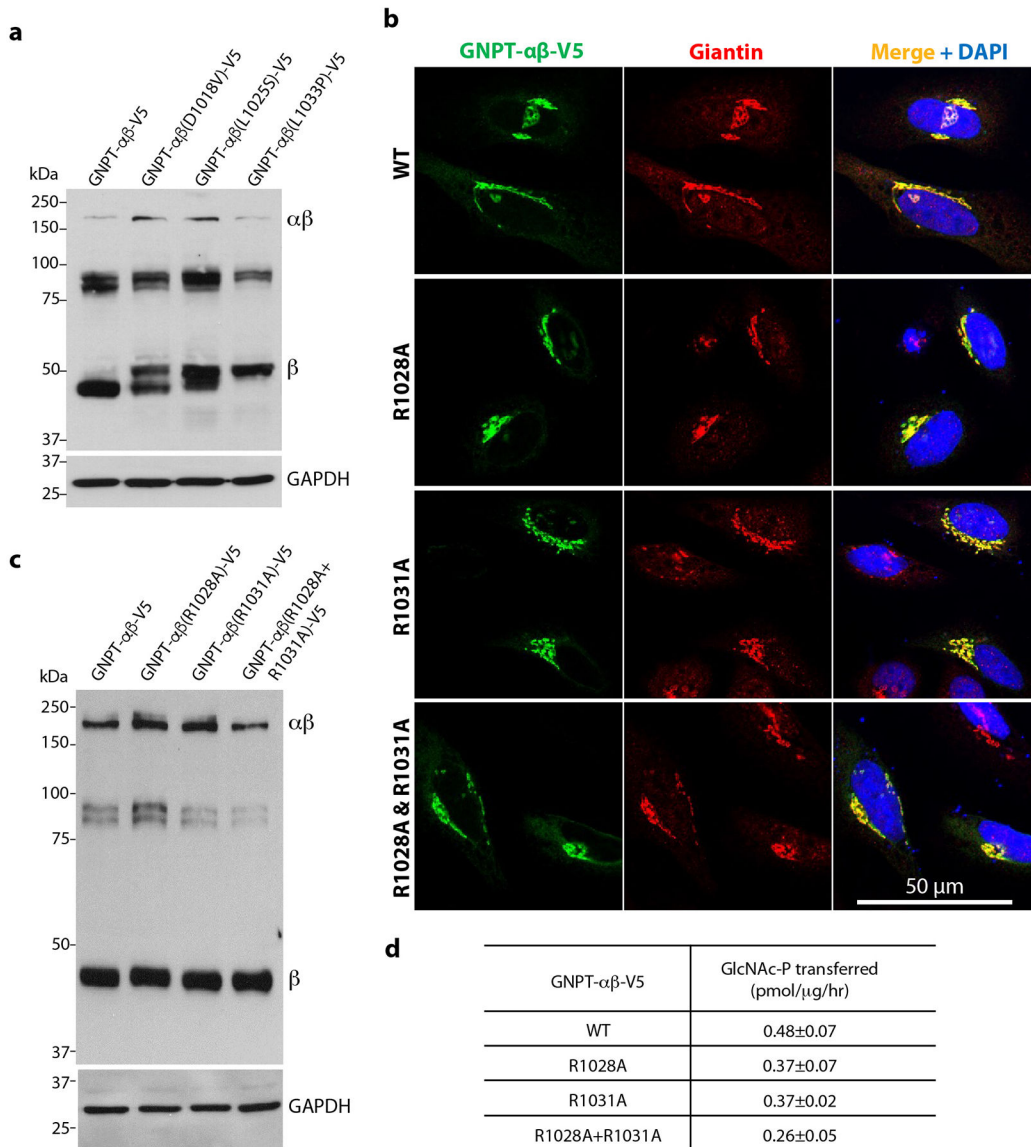 a
GNPT-αβ-V5
GNPT-αβ(D1018V)-V5
GNPT-αβ(L1025S)-V5
GNPT-αβ(L1033P)-V5
kDa
250
150
100
75
50
37
37
25
αβ
β
GAPDH
b
GNPT-αβ-V5 Giantin Merge + DAPI
WT
R1028A
R1031A
R1028A & R1031A
50 μm
c
GNPT-αβ-V5
GNPT-αβ(R1028A)-V5
GNPT-αβ(R1031A)-V5
GNPT-αβ(R1028A+
R1031A)-V5
kDa
250
150
100
75
50
37
37
25
αβ
β
GAPDH
d
GNPT-αβ-V5 GlcNAc-P transferred
(pmol/μg/hr)
WT 0.48±0.07
R1028A 0.37±0.07
R1031A 0.37±0.02
R1028A+R1031A 0.26±0.05